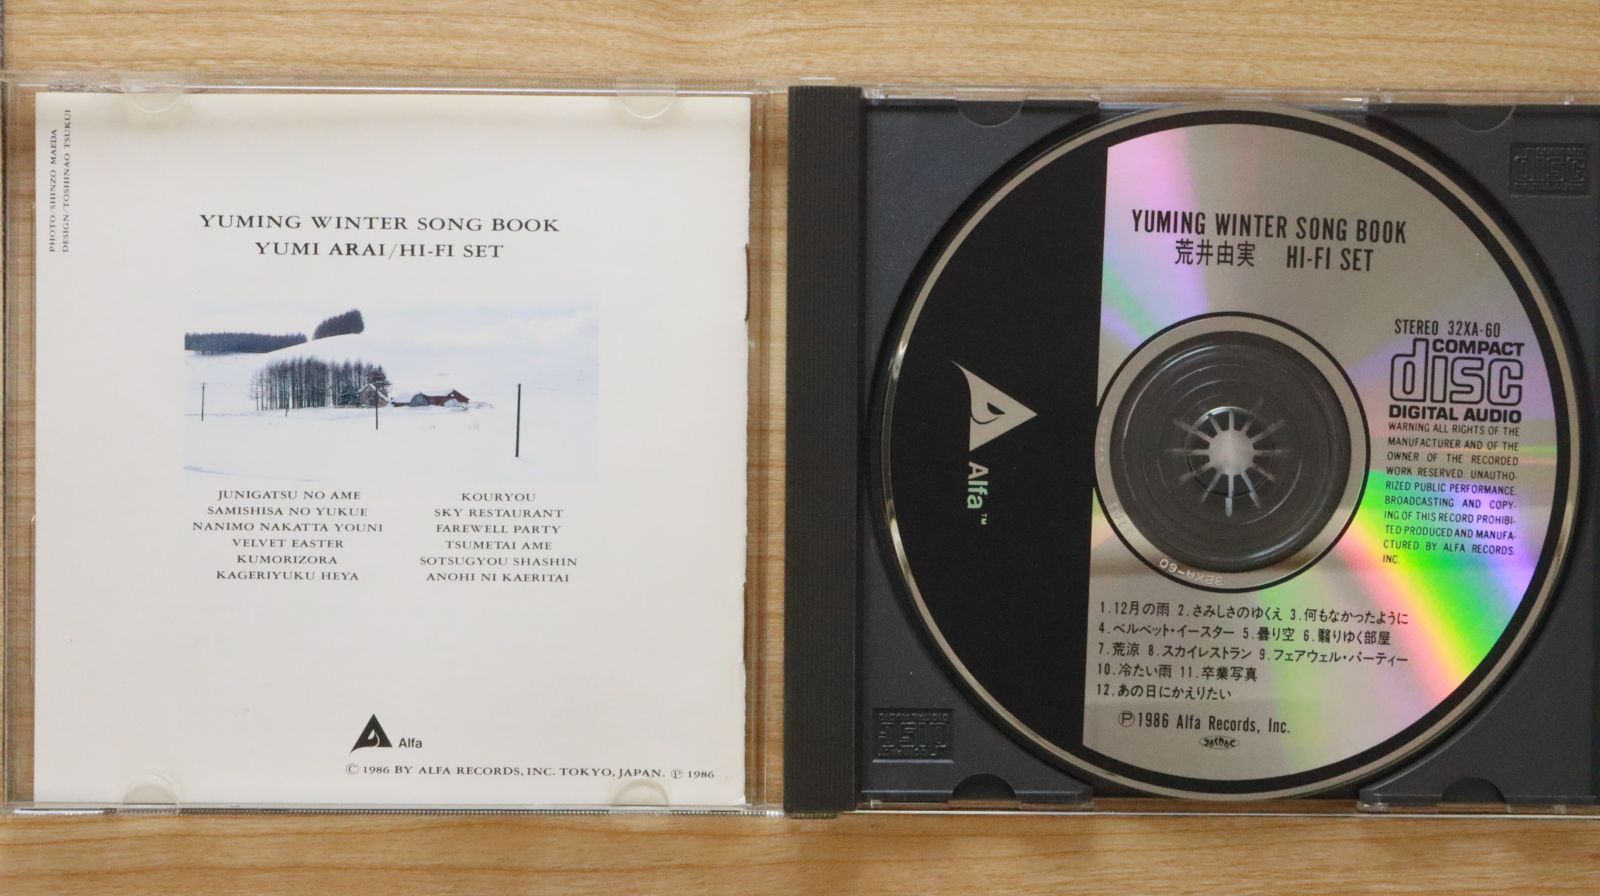 PHOTO/SHINZO MAEDA
DESIGN/TOSHINAO TSUKUI
YUMING WINTER SONG BOOK
YUMI ARAI/HI-FI SET
JUNIGATSU NO AME
SAMISHISA NO YUKUE
NANIMO NAKATTA YOUNI
VELVET EASTER
KUMORIZORA
KAGERIYUKU HEYA
KOURYOU
SKY RESTAURANT
FAREWELL PARTY
TSUMETAI AME
SOTSUGYOU SHASHIN
ANOHI NI KAERITAI
Alfa
© 1986 BY ALFA RECORDS, INC. TOKYO, JAPAN. ℗ 1986
YUMING WINTER SONG BOOK
荒井由実 HI-FI SET
Alfa™
STEREO 32XA-60
COMPACT
disc
DIGITAL AUDIO
WARNING ALL RIGHTS OF THE
MANUFACTURER AND OF THE
OWNER OF THE RECORDED
WORK RESERVED. UNAUTHO-
RIZED PUBLIC PERFORMANCE.
BROADCASTING AND COPY-
ING OF THIS RECORD PROHIBI-
TED PRODUCED AND MANUFA-
CTURED BY ALFA RECORDS.
INC.
32XA-60
1.12月の雨 2.さみしさのゆくえ 3.何もなかったように
4.ベルベット・イースター 5.曇り空 6.翳りゆく部屋
7.荒涼 8.スカイレストラン 9.フェアウェル・パーティー
10.冷たい雨 11.卒業写真
12.あの日にかえりたい
℗1986 Alfa Records, Inc.
JASRAC
COMPACT
disc
DIGITAL AUDIO